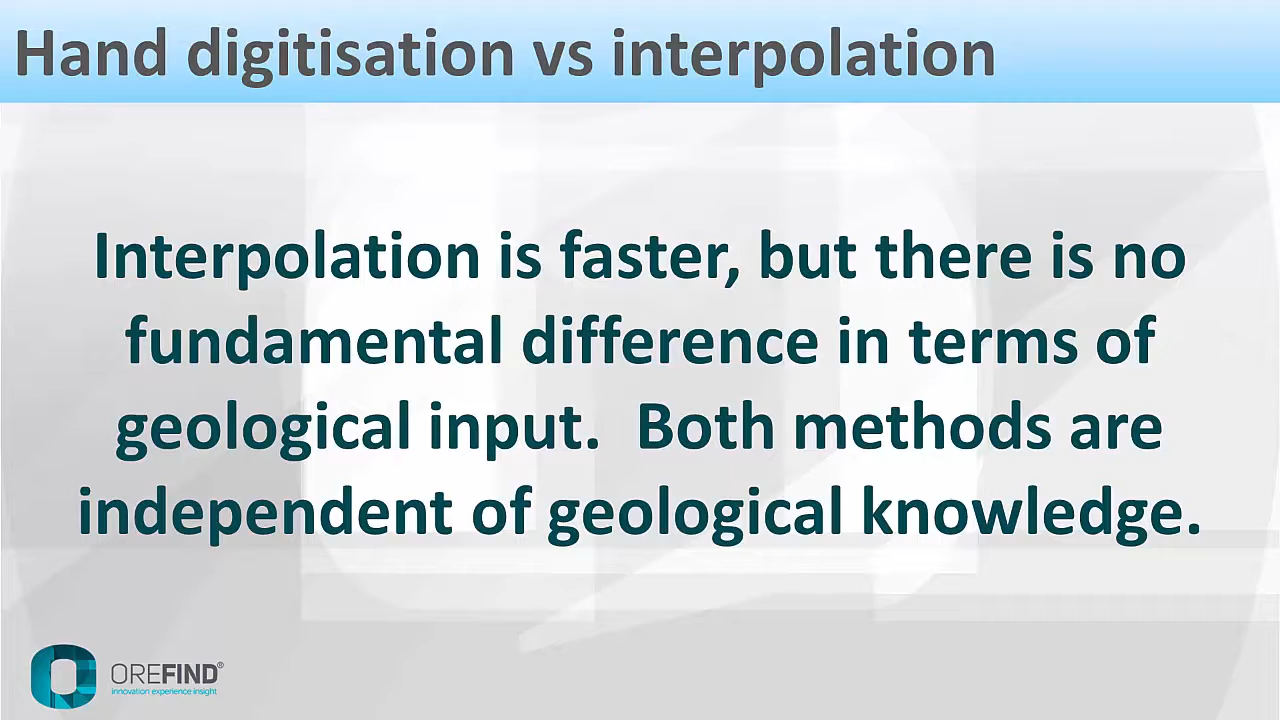 Hand digitisation vs interpolation
Interpolation is faster, but there is no
fundamental difference in terms of
geological input.  Both methods are
independent of geological knowledge.
OREFIND®
innovation experience insight